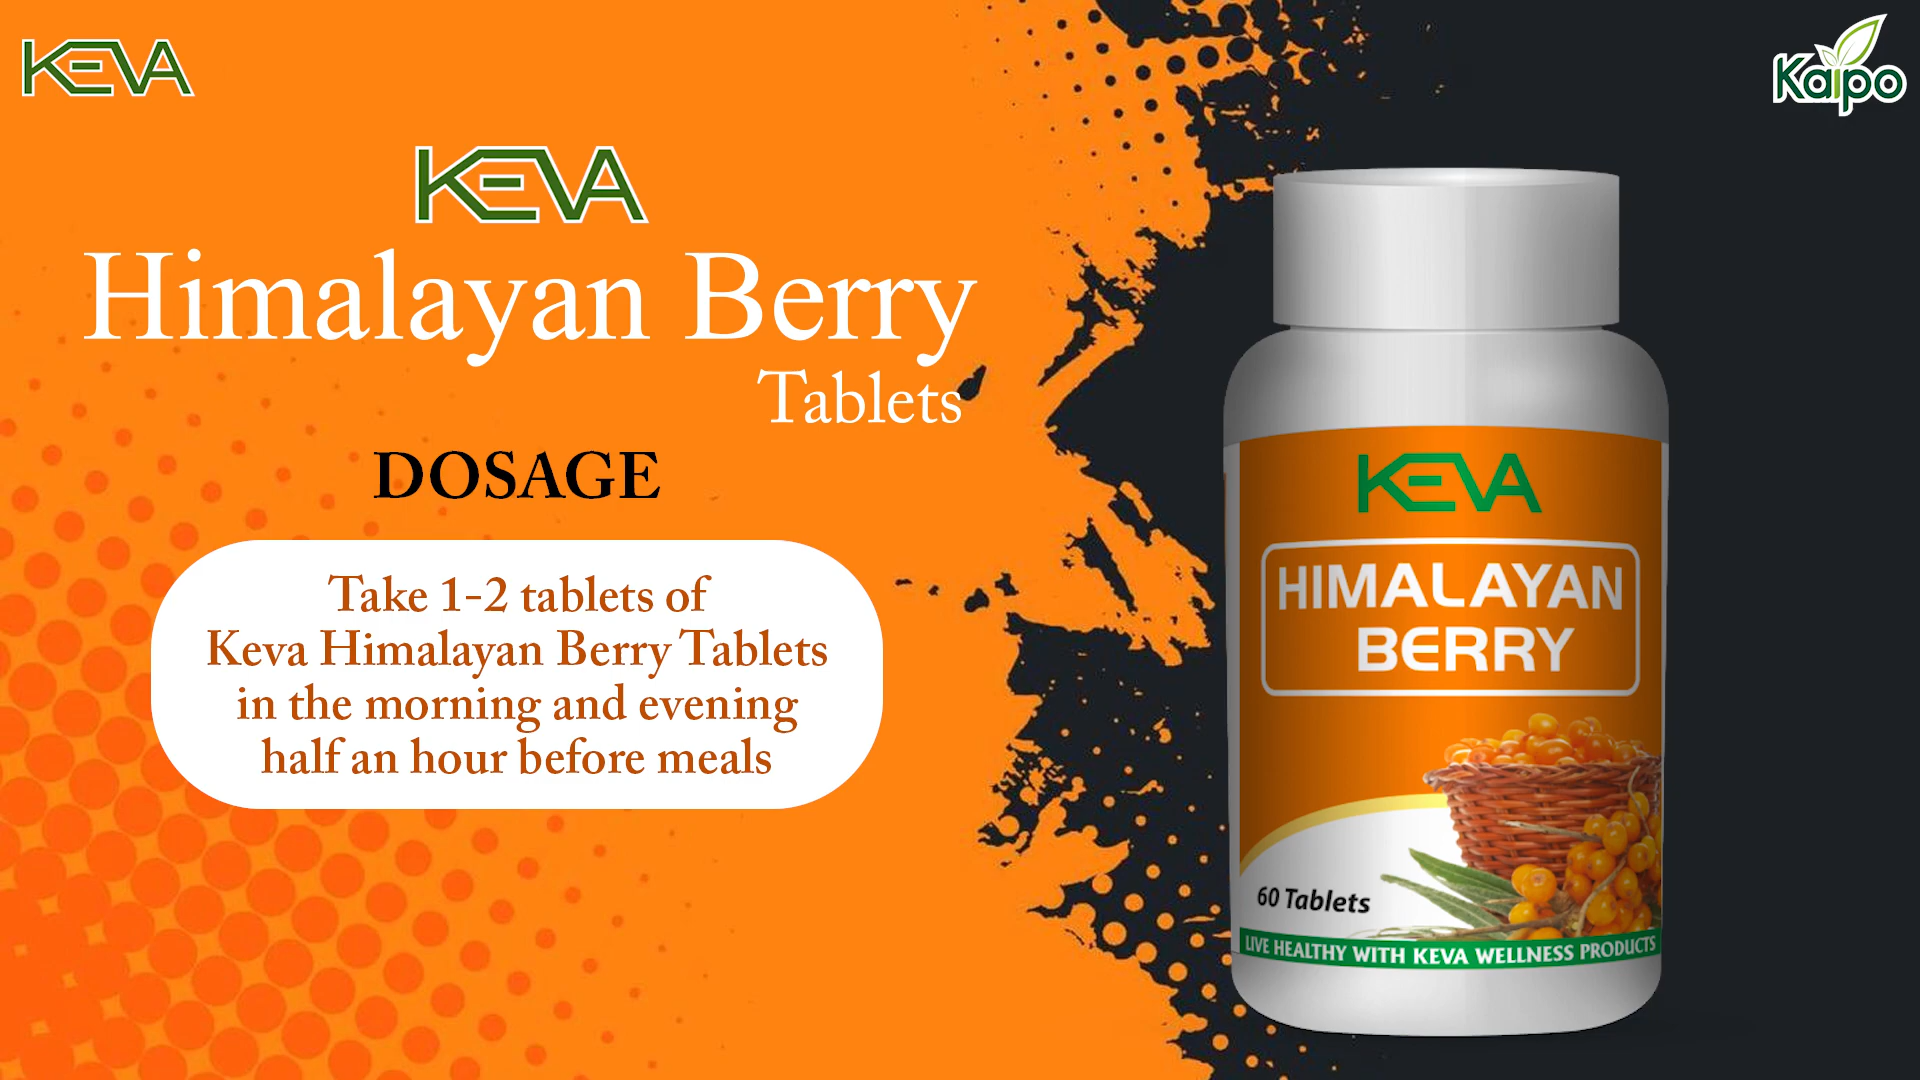 KEVA
Kaipo
KEVA
Himalayan Berry
Tablets
DOSAGE
Take 1-2 tablets of
Keva Himalayan Berry Tablets
in the morning and evening
half an hour before meals
KEVA
HIMALAYAN
BERRY
60 Tablets
LIVE HEALTHY WITH KEVA WELLNESS PRODUCTS